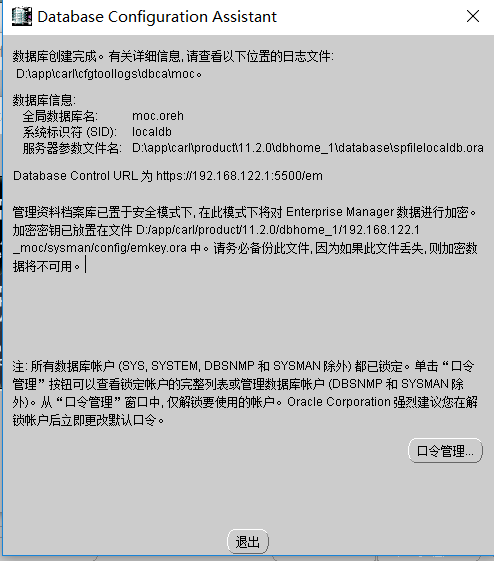 Database Configuration Assistant
数据库创建完成。有关详细信息, 请查看以下位置的日志文件:
D:\app\carl\cfgtoollogs\dbca\moc。
数据库信息:
全局数据库名: moc.oreh
系统标识符 (SID): localdb
服务器参数文件名: D:\app\carl\product\11.2.0\dbhome_1\database\spfilelocaldb.ora
Database Control URL 为 https://192.168.122.1:5500/em
管理资料档案库已置于安全模式下, 在此模式下将对 Enterprise Manager 数据进行加密。
加密密钥已放置在文件 D:/app/carl/product/11.2.0/dbhome_1/192.168.122.1
_moc/sysman/config/emkey.ora 中。请务必备份此文件, 因为如果此文件丢失, 则加密数
据将不可用。
注: 所有数据库帐户 (SYS, SYSTEM, DBSNMP 和 SYSMAN 除外) 都已锁定。单击“口令
管理”按钮可以查看锁定帐户的完整列表或管理数据库帐户 (DBSNMP 和 SYSMAN 除
外)。从“口令管理”窗口中, 仅解锁要使用的帐户。Oracle Corporation 强烈建议您在解
锁帐户后立即更改默认口令。
口令管理...
退出